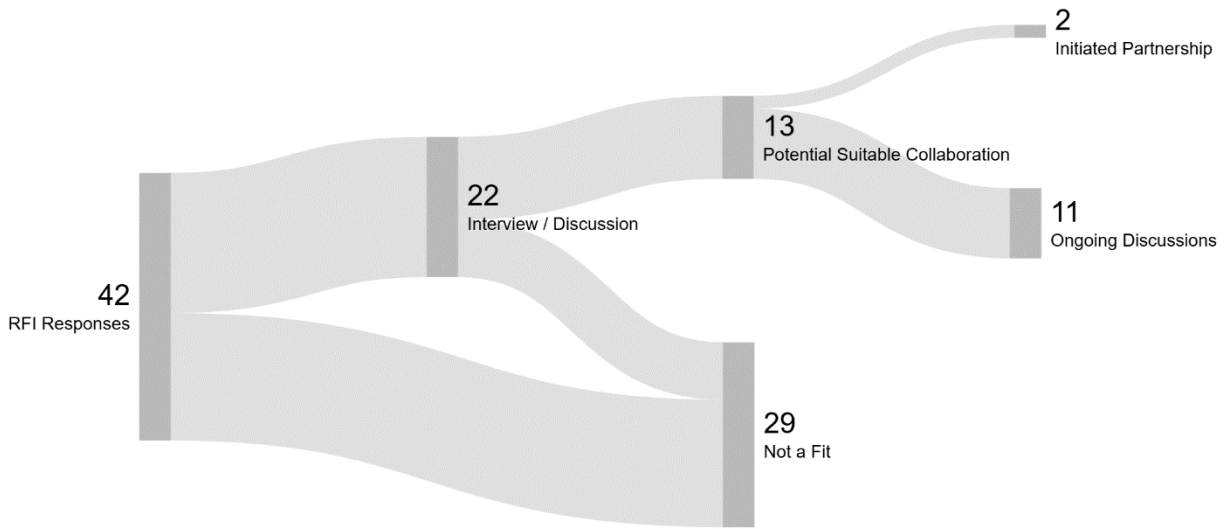 2
Initiated Partnership
13
Potential Suitable Collaboration
22
Interview / Discussion
11
Ongoing Discussions
42
RFI Responses
29
Not a Fit